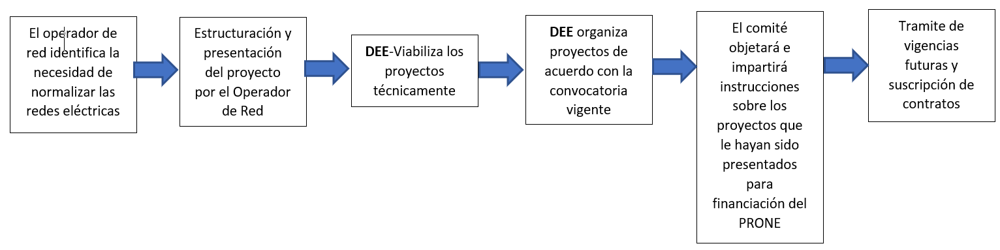 El operador de
red identifica la
necesidad de
normalizar las
redes eléctricas
Estructuración y
presentación
del proyecto
por el Operador
de Red
DEE-Viabiliza los
proyectos
técnicamente
DEE organiza
proyectos de
acuerdo con la
convocatoria
vigente
El comité
objetará e
impartirá
instrucciones
sobre los
proyectos que
le hayan sido
presentados
para
financiación del
PRONE
Tramite de
vigencias
futuras y
suscripción de
contratos